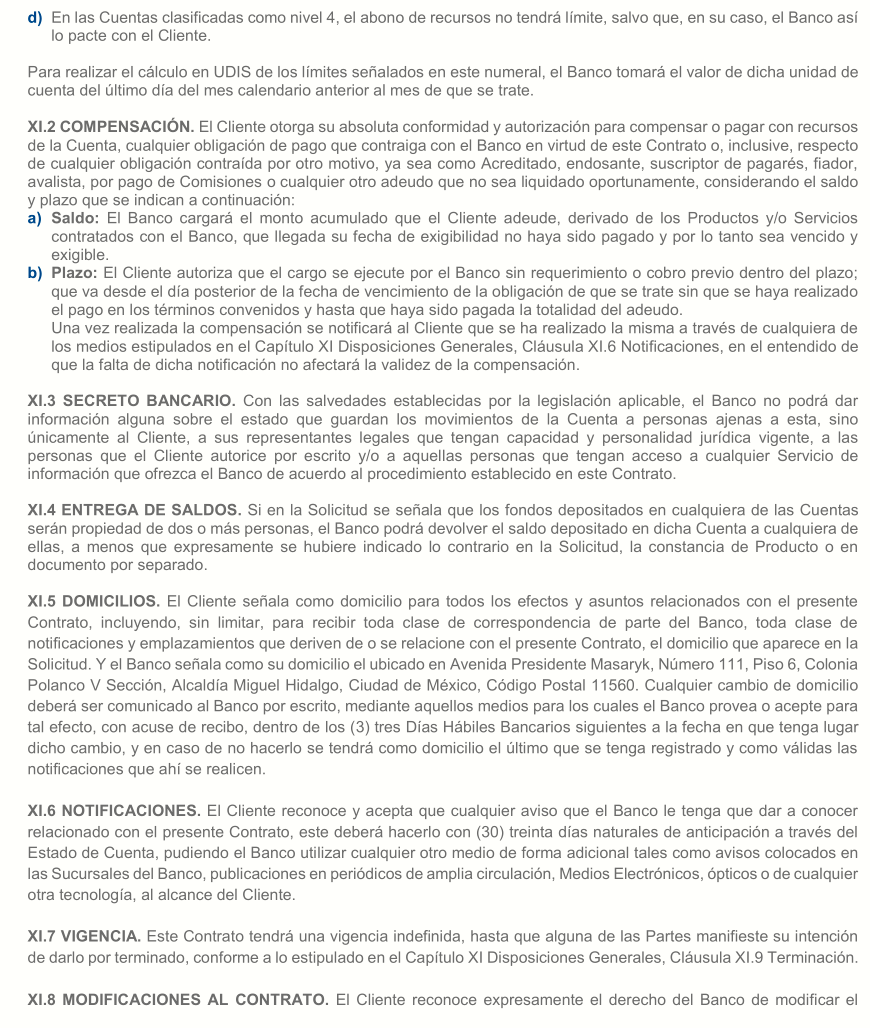 d) En las Cuentas clasificadas como nivel 4, el abono de recursos no tendrá límite, salvo que, en su caso, el Banco así
lo pacte con el Cliente.
Para realizar el cálculo en UDIS de los límites señalados en este numeral, el Banco tomará el valor de dicha unidad de
cuenta del último día del mes calendario anterior al mes de que se trate.
XI.2 COMPENSACIÓN. El Cliente otorga su absoluta conformidad y autorización para compensar o pagar con recursos
de la Cuenta, cualquier obligación de pago que contraiga con el Banco en virtud de este Contrato o, inclusive, respecto
de cualquier obligación contraída por otro motivo, ya sea como Acreditado, endosante, suscriptor de pagarés, fiador,
avalista, por pago de Comisiones o cualquier otro adeudo que no sea liquidado oportunamente, considerando el saldo
y plazo que se indican a continuación:
a) Saldo: El Banco cargará el monto acumulado que el Cliente adeude, derivado de los Productos y/o Servicios
contratados con el Banco, que llegada su fecha de exigibilidad no haya sido pagado y por lo tanto sea vencido y
exigible.
b) Plazo: El Cliente autoriza que el cargo se ejecute por el Banco sin requerimiento o cobro previo dentro del plazo;
que va desde el día posterior de la fecha de vencimiento de la obligación de que se trate sin que se haya realizado
el pago en los términos convenidos y hasta que haya sido pagada la totalidad del adeudo.
Una vez realizada la compensación se notificará al Cliente que se ha realizado la misma a través de cualquiera de
los medios estipulados en el Capítulo XI Disposiciones Generales, Cláusula XI.6 Notificaciones, en el entendido de
que la falta de dicha notificación no afectará la validez de la compensación.
XI.3 SECRETO BANCARIO. Con las salvedades establecidas por la legislación aplicable, el Banco no podrá dar
información alguna sobre el estado que guardan los movimientos de la Cuenta a personas ajenas a esta, sino
únicamente al Cliente, a sus representantes legales que tengan capacidad y personalidad jurídica vigente, a las
personas que el Cliente autorice por escrito y/o a aquellas personas que tengan acceso a cualquier Servicio de
información que ofrezca el Banco de acuerdo al procedimiento establecido en este Contrato.
XI.4 ENTREGA DE SALDOS. Si en la Solicitud se señala que los fondos depositados en cualquiera de las Cuentas
serán propiedad de dos o más personas, el Banco podrá devolver el saldo depositado en dicha Cuenta a cualquiera de
ellas, a menos que expresamente se hubiere indicado lo contrario en la Solicitud, la constancia de Producto o en
documento por separado.
XI.5 DOMICILIOS. El Cliente señala como domicilio para todos los efectos y asuntos relacionados con el presente
Contrato, incluyendo, sin limitar, para recibir toda clase de correspondencia de parte del Banco, toda clase de
notificaciones y emplazamientos que deriven de o se relacione con el presente Contrato, el domicilio que aparece en la
Solicitud. Y el Banco señala como su domicilio el ubicado en Avenida Presidente Masaryk, Número 111, Piso 6, Colonia
Polanco V Sección, Alcaldía Miguel Hidalgo, Ciudad de México, Código Postal 11560. Cualquier cambio de domicilio
deberá ser comunicado al Banco por escrito, mediante aquellos medios para los cuales el Banco provea o acepte para
tal efecto, con acuse de recibo, dentro de los (3) tres Días Hábiles Bancarios siguientes a la fecha en que tenga lugar
dicho cambio, y en caso de no hacerlo se tendrá como domicilio el último que se tenga registrado y como válidas las
notificaciones que ahí se realicen.
XI.6 NOTIFICACIONES. El Cliente reconoce y acepta que cualquier aviso que el Banco le tenga que dar a conocer
relacionado con el presente Contrato, este deberá hacerlo con (30) treinta días naturales de anticipación a través del
Estado de Cuenta, pudiendo el Banco utilizar cualquier otro medio de forma adicional tales como avisos colocados en
las Sucursales del Banco, publicaciones en periódicos de amplia circulación, Medios Electrónicos, ópticos o de cualquier
otra tecnología, al alcance del Cliente.
XI.7 VIGENCIA. Este Contrato tendrá una vigencia indefinida, hasta que alguna de las Partes manifieste su intención
de darlo por terminado, conforme a lo estipulado en el Capítulo XI Disposiciones Generales, Cláusula XI.9 Terminación.
XI.8 MODIFICACIONES AL CONTRATO. El Cliente reconoce expresamente el derecho del Banco de modificar el